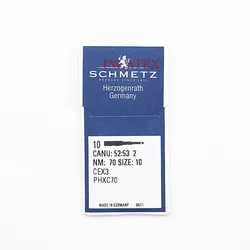 SCHMETZ
Herzogenrath
Germany
10
CANU: 52:53 2
NM: 70 SIZE: 10
CEX3
PHXC70
MADE IN GERMANY